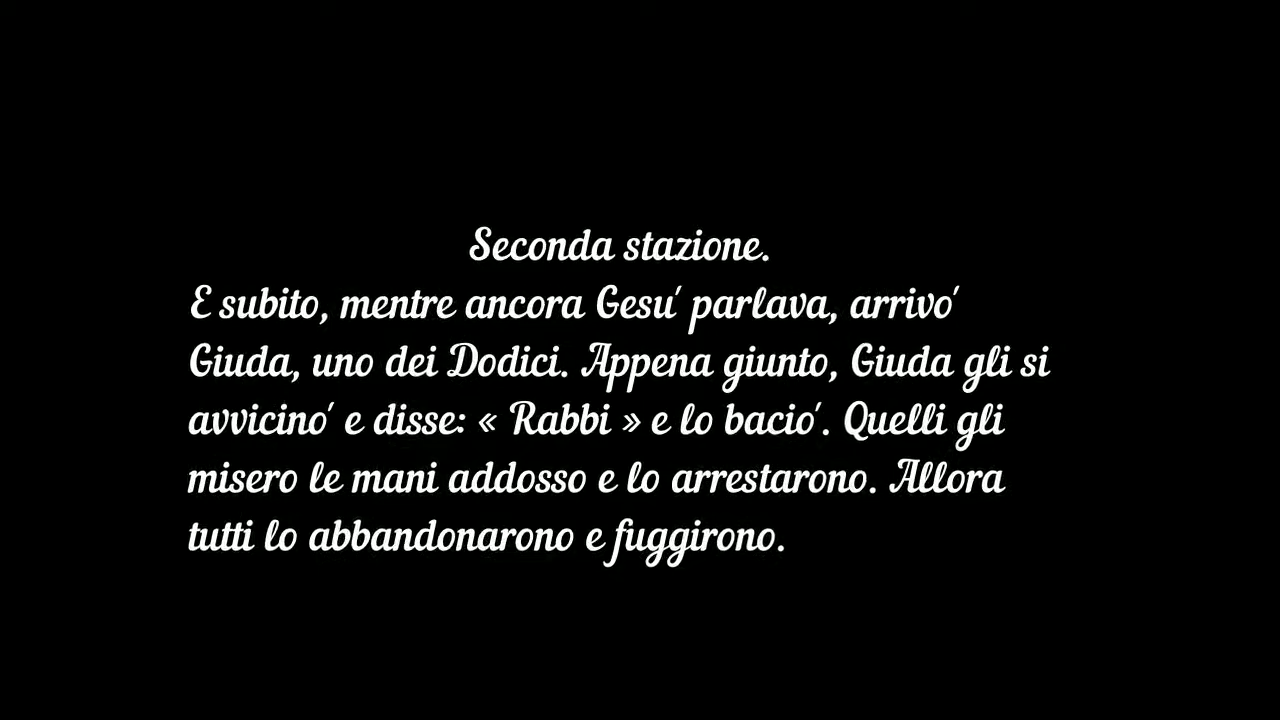 Seconda stazione.
E subito, mentre ancora Gesu' parlava, arrivo'
Giuda, uno dei Dodici. Appena giunto, Giuda gli si
avvicino' e disse: « Rabbi » e lo bacio'. Quelli gli
misero le mani addosso e lo arrestarono. Allora
tutti lo abbandonarono e fuggirono.